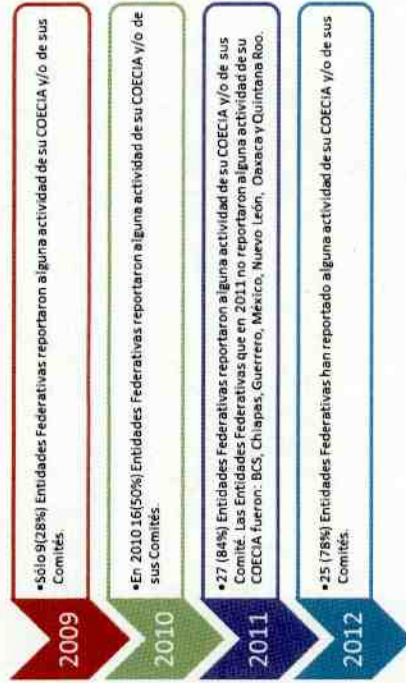 2009
•Sólo 9(28%) Entidades Federativas reportaron alguna actividad de su COECIA y/o de sus
Comités.
2010
•En 2010 16(50%) Entidades Federativas reportaron alguna actividad de su COECIA y/o de
sus Comités.
2011
•27 (84%) Entidades Federativas reportaron alguna actividad de su COECIA y/o de sus
Comité. Las Entidades Federativas que en 2011 no reportaron alguna actividad de su
COECIA fueron: BCS, Chiapas, Guerrero, México, Nuevo León, Oaxaca y Quintana Roo.
2012
•25 (78%) Entidades Federativas han reportado alguna actividad de su COECIA y/o de sus
Comités.